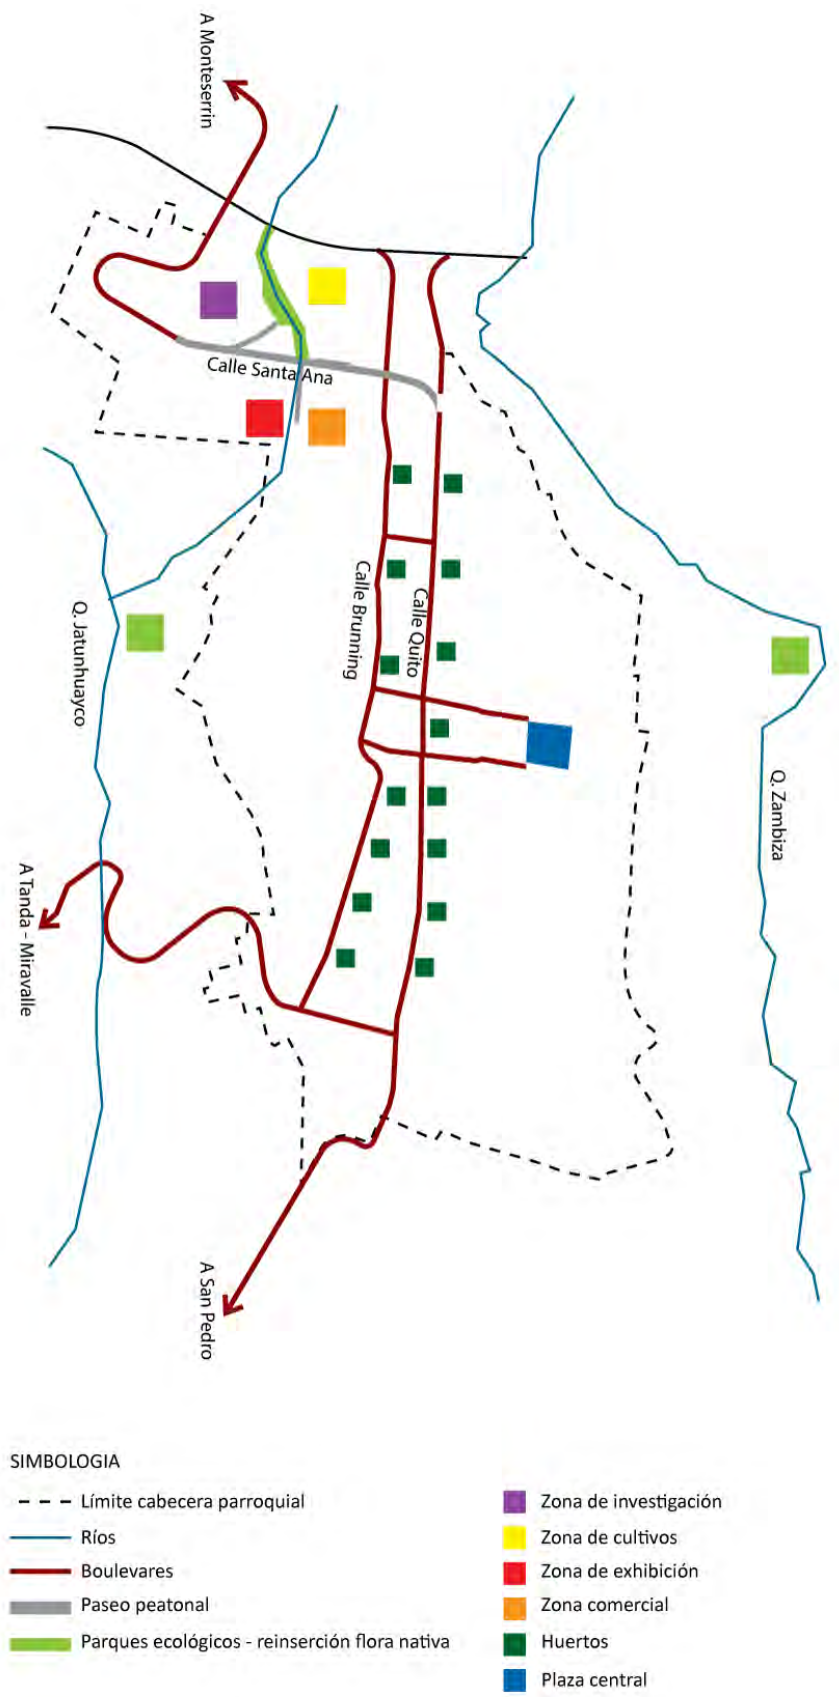 A Monteserrin
Calle Santa Ana
Calle Brunning
Calle Quito
Q. Jatunhuayco
Q. Zambiza
A Tanda - Miravalle
A San Pedro
SIMBOLOGIA
Límite cabecera parroquial
Ríos
Boulevares
Paseo peatonal
Parques ecológicos - reinserción flora nativa
Zona de investigación
Zona de cultivos
Zona de exhibición
Zona comercial
Huertos
Plaza central